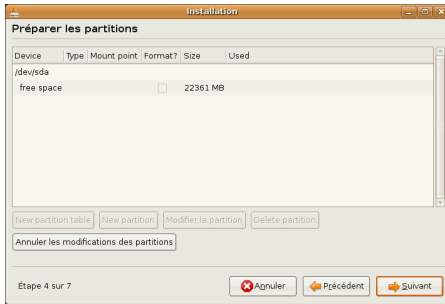 Installation
Préparer les partitions
Device Type Mount point Format? Size Used
/dev/sda
free space 22361 MB
New partition table New partition Modifier la partition Delete partition
Annuler les modifications des partitions
Étape 4 sur 7 Annuler Précédent Suivant